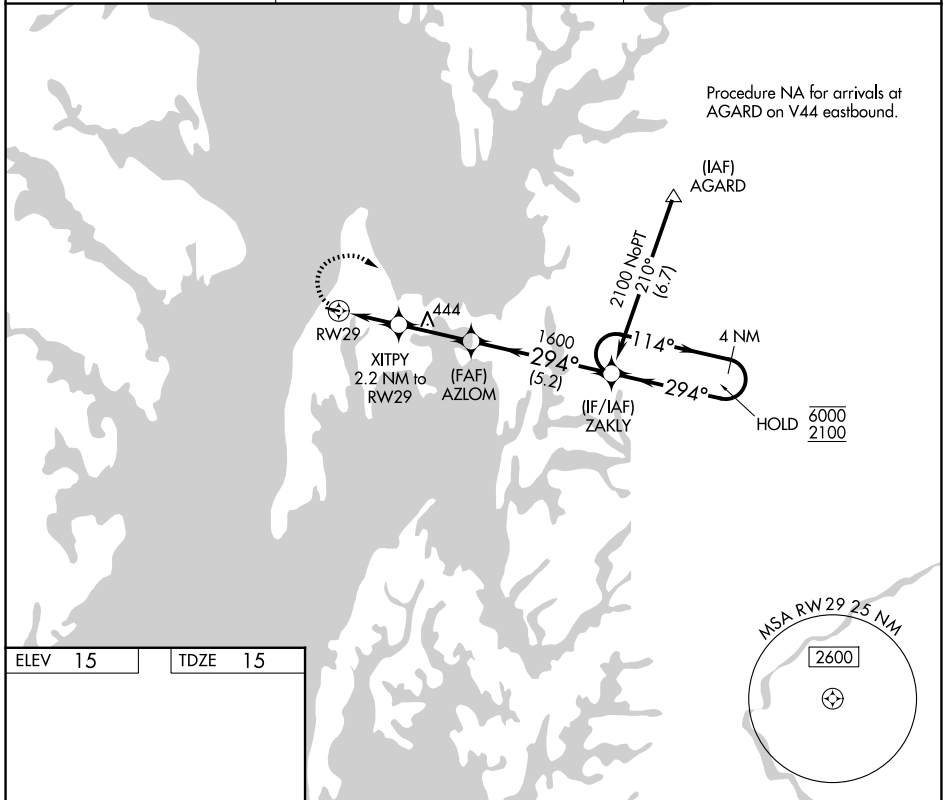 Procedure NA for arrivals at
AGARD on V44 eastbound.
(IAF)
AGARD
2100 NoPT
210°
(6.7)
RW29
XITPY
2.2 NM to
RW29
444
(FAF)
AZLOM
1600
294°
(5.2)
114°
4 NM
294°
(IF/IAF)
ZAKLY
HOLD
6000
2100
MSA RW29 25 NM
2600
ELEV 15
TDZE 15